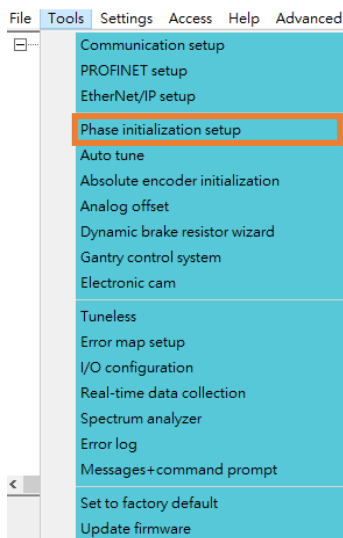 File Tools Settings Access Help Advanced
Communication setup
PROFINET setup
EtherNet/IP setup
Phase initialization setup
Auto tune
Absolute encoder initialization
Analog offset
Dynamic brake resistor wizard
Gantry control system
Electronic cam
Tuneless
Error map setup
I/O configuration
Real-time data collection
Spectrum analyzer
Error log
Messages+command prompt
Set to factory default
Update firmware